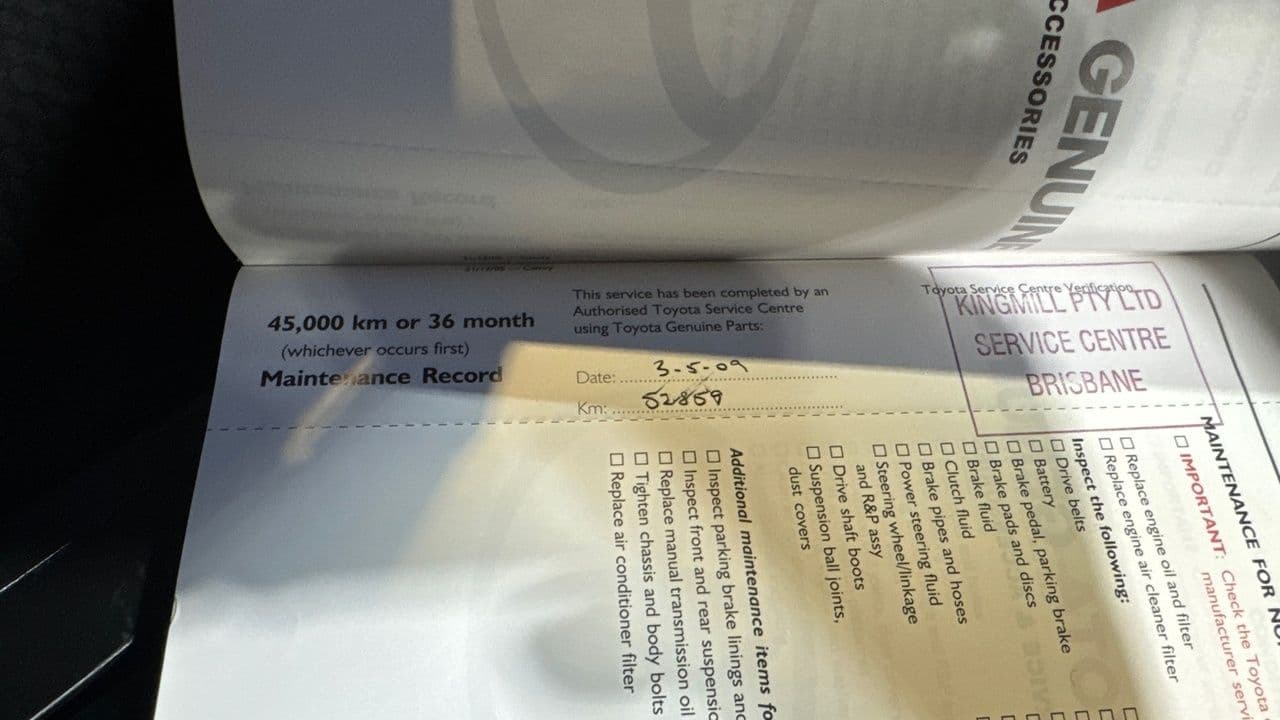 GENUINE
ACCESSORIES
45,000 km or 36 month
(whichever occurs first)
Maintenance Record
This service has been completed by an
Authorised Toyota Service Centre
using Toyota Genuine Parts:
Date: 3-5-09
Km: 52859
Toyota Service Centre Verification
KINGMILL PTY LTD
SERVICE CENTRE
BRISBANE
MAINTENANCE FOR
☐ IMPORTANT: Check the Toyota
manufacturer
☐ Replace engine oil and filter
☐ Replace engine air cleaner filter
Inspect the following:
☐ Drive belts
☐ Battery
☐ Brake pedal, parking brake
☐ Brake pads and discs
☐ Brake fluid
☐ Clutch fluid
☐ Brake pipes and hoses
☐ Power steering fluid
☐ Steering wheel/linkage
and R&P assy
☐ Drive shaft boots
☐ Suspension ball joints,
dust covers
Additional maintenance items
☐ Inspect parking brake linings
☐ Inspect front and rear
☐ Replace manual transmission oil
☐ Tighten chassis and body bolts
☐ Replace air conditioner filter